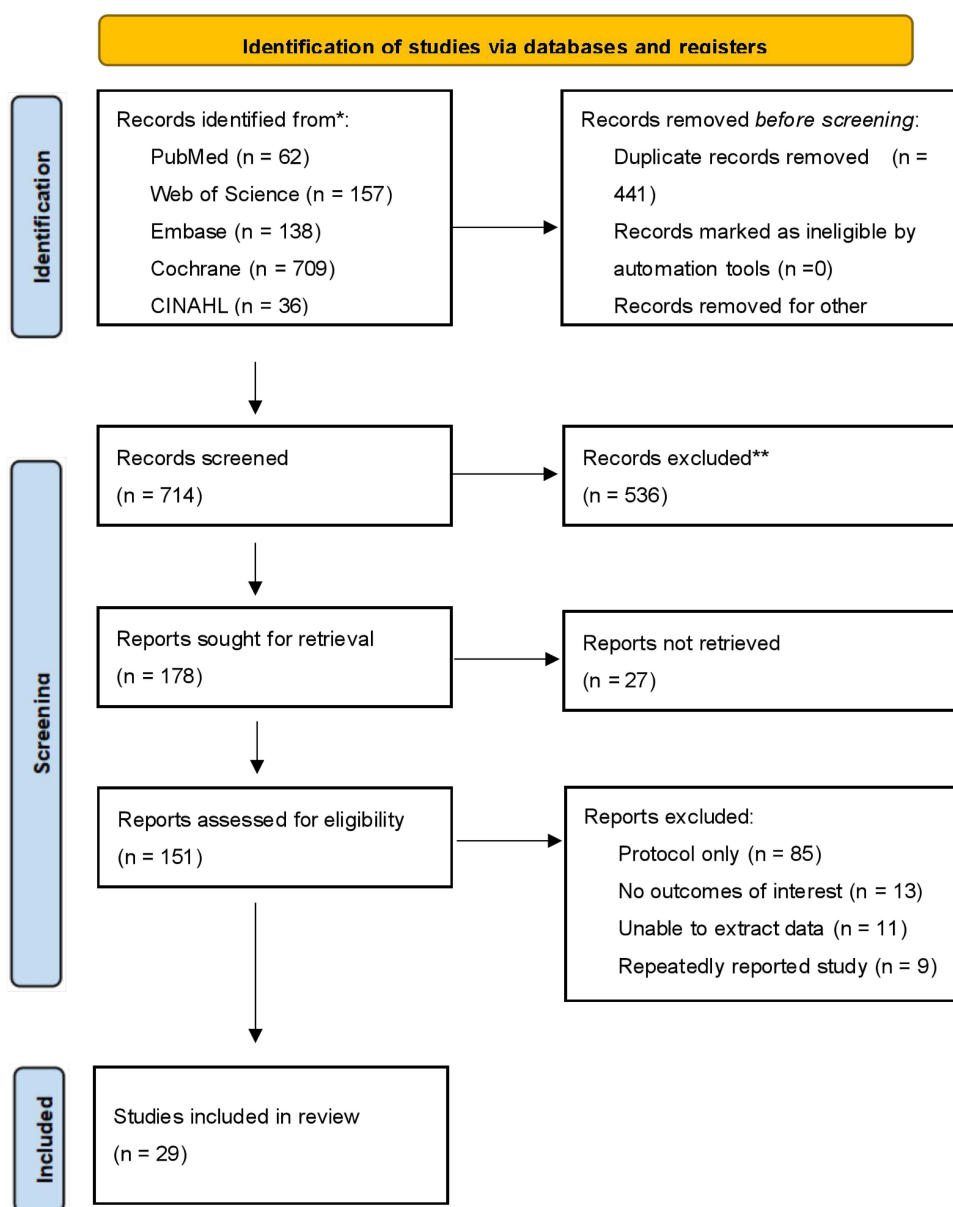 Identification of studies via databases and registers
Identification
Records identified from*:
PubMed (n = 62)
Web of Science (n = 157)
Embase (n = 138)
Cochrane (n = 709)
CINAHL (n = 36)
Records removed before screening:
Duplicate records removed (n =
441)
Records marked as ineligible by
automation tools (n =0)
Records removed for other
Screening
Records screened
(n = 714)
Records excluded**
(n = 536)
Reports sought for retrieval
(n = 178)
Reports not retrieved
(n = 27)
Reports assessed for eligibility
(n = 151)
Reports excluded:
Protocol only (n = 85)
No outcomes of interest (n = 13)
Unable to extract data (n = 11)
Repeatedly reported study (n = 9)
Included
Studies included in review
(n = 29)